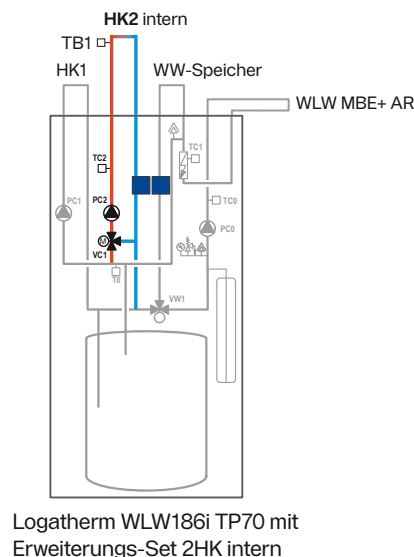 HK2 intern
TB1
HK1
WW-Speicher
WLW MBE+ AR
TC1
TC2
PC1
PC2
TC0
PC0
M
VC1
T0
VW1
Logatherm WLW186i TP70 mit
Erweiterungs-Set 2HK intern